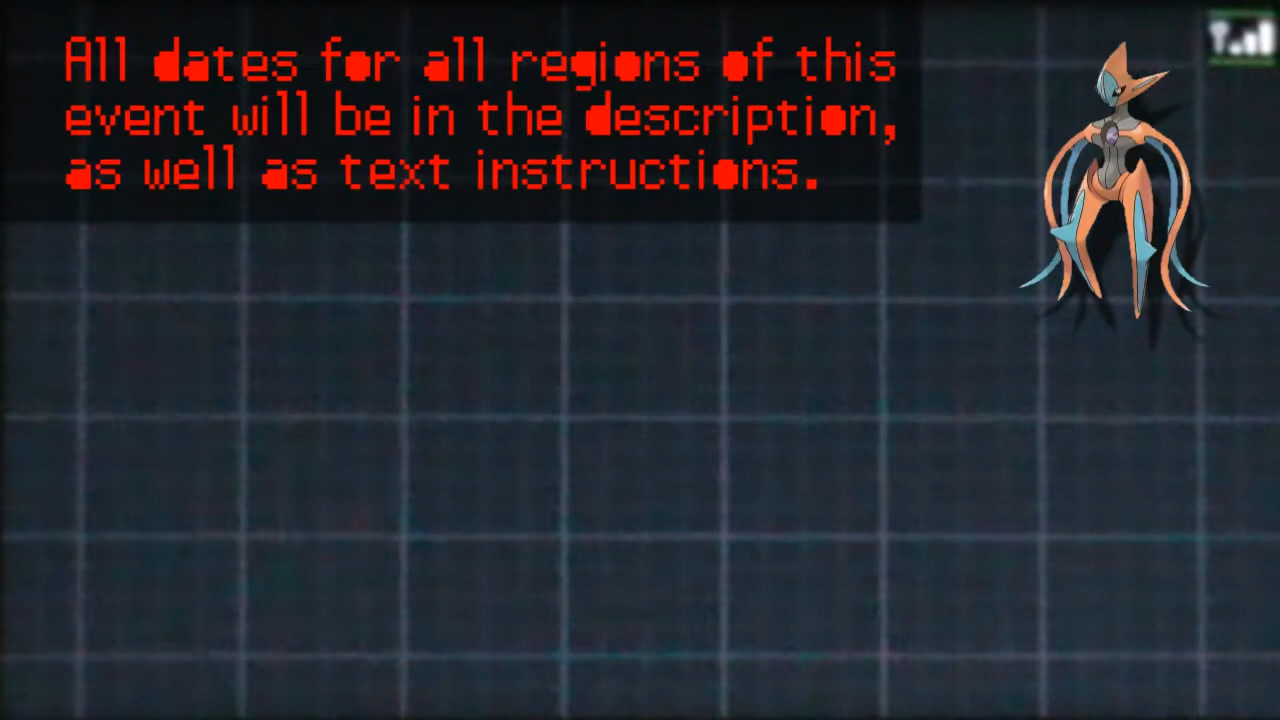 All dates for all regions of this
event will be in the description,
as well as text instructions.